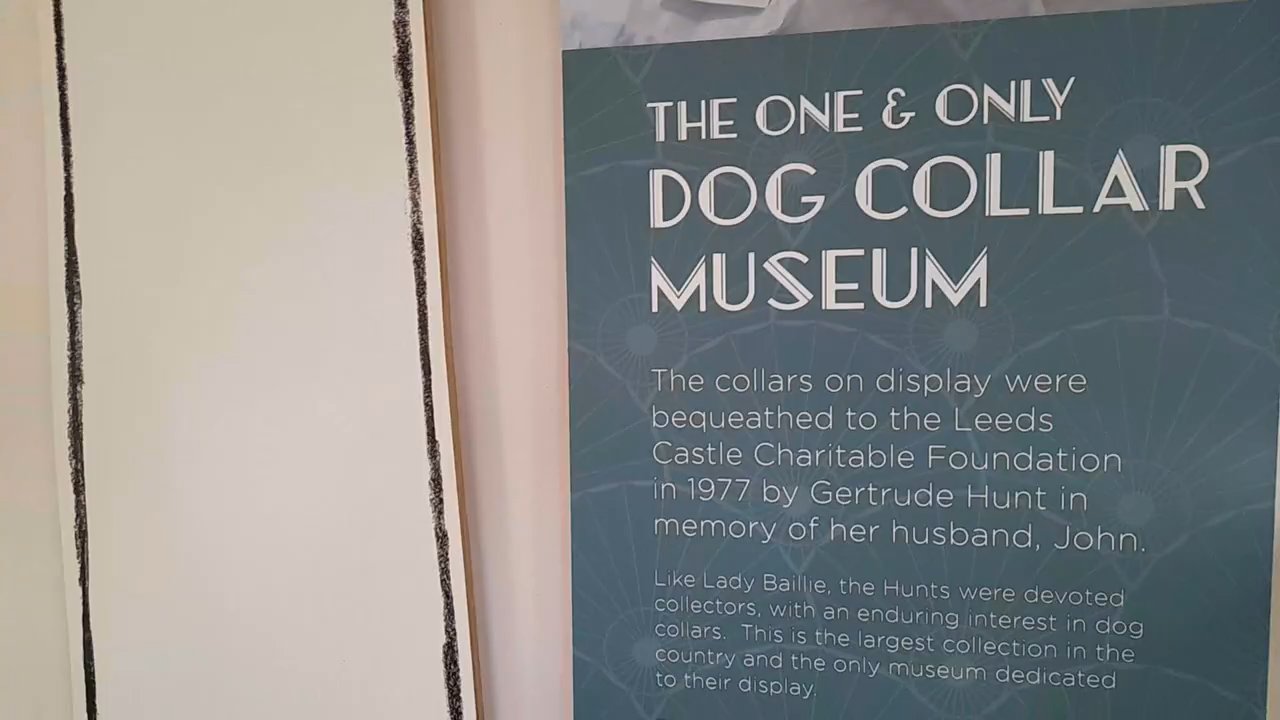 THE ONE & ONLY
DOG COLLAR
MUSEUM
The collars on display were
bequeathed to the Leeds
Castle Charitable Foundation
in 1977 by Gertrude Hunt in
memory of her husband, John.
Like Lady Baillie, the Hunts were devoted
collectors, with an enduring interest in dog
collars. This is the largest collection in the
country and the only museum dedicated
to their display.